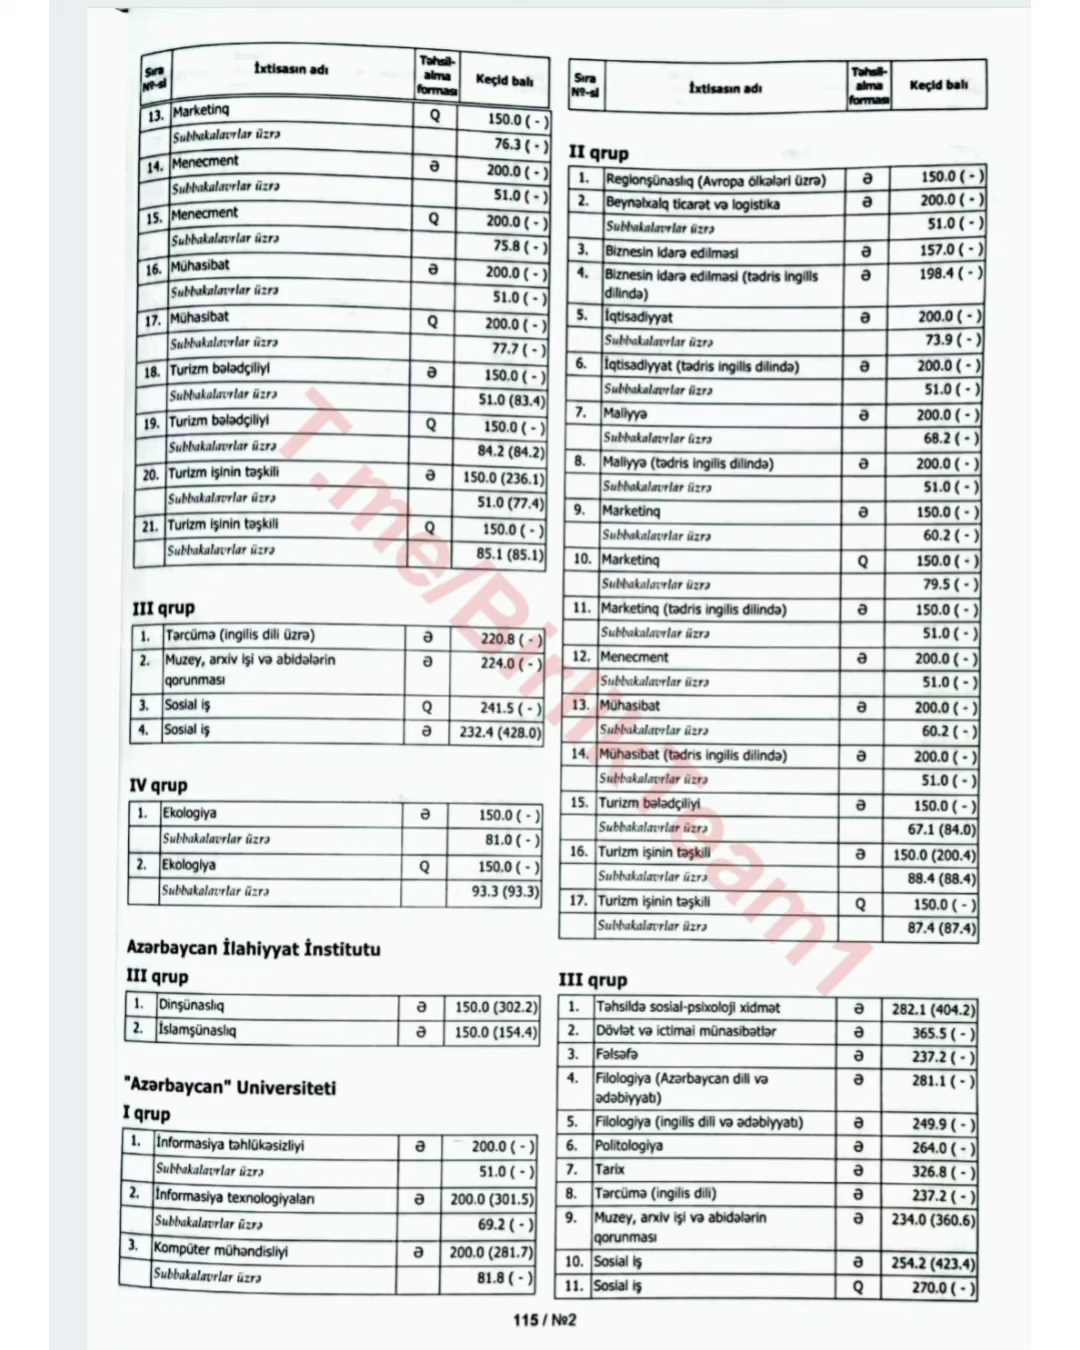 Sıra №-si İxtisasın adı Təhsil-alma forması Keçid balı
13. Marketinq Q 150.0 ( - )
Subbakalavrlar üzrə 76.3 ( - )
14. Menecment Ə 200.0 ( - )
Subbakalavrlar üzrə 51.0 ( - )
15. Menecment Q 200.0 ( - )
Subbakalavrlar üzrə 75.8 ( - )
16. Mühasibat Ə 200.0 ( - )
Subbakalavrlar üzrə 51.0 ( - )
17. Mühasibat Q 200.0 ( - )
Subbakalavrlar üzrə 77.7 ( - )
18. Turizm bələdçiliyi Ə 150.0 ( - )
Subbakalavrlar üzrə 51.0 (83.4)
19. Turizm bələdçiliyi Q 150.0 ( - )
Subbakalavrlar üzrə 84.2 (84.2)
20. Turizm işinin təşkili Ə 150.0 (236.1)
Subbakalavrlar üzrə 51.0 (77.4)
21. Turizm işinin təşkili Q 150.0 ( - )
Subbakalavrlar üzrə 85.1 (85.1)
III qrup
1. Tərcümə (ingilis dili üzrə) Ə 220.8 ( - )
2. Muzey, arxiv işi və abidələrin Ə 224.0 ( - )
qorunması
3. Sosial iş Q 241.5 ( - )
4. Sosial iş Ə 232.4 (428.0)
IV qrup
1. Ekologiya Ə 150.0 ( - )
Subbakalavrlar üzrə 81.0 ( - )
2. Ekologiya Q 150.0 ( - )
Subbakalavrlar üzrə 93.3 (93.3)
Azərbaycan İlahiyyat İnstitutu
III qrup
1. Dinşünaslıq Ə 150.0 (302.2)
2. İslamşünaslıq Ə 150.0 (154.4)
"Azərbaycan" Universiteti
I qrup
1. İnformasiya təhlükəsizliyi Ə 200.0 ( - )
Subbakalavrlar üzrə 51.0 ( - )
2. İnformasiya texnologiyaları Ə 200.0 (301.5)
Subbakalavrlar üzrə 69.2 ( - )
3. Kompüter mühəndisliyi Ə 200.0 (281.7)
Subbakalavrlar üzrə 81.8 ( - )
Sıra №-si İxtisasın adı Təhsil-alma forması Keçid balı
II qrup
1. Regionşünaslıq (Avropa ölkələri üzrə) Ə 150.0 ( - )
2. Beynəlxalq ticarət və logistika Ə 200.0 ( - )
Subbakalavrlar üzrə 51.0 ( - )
3. Biznesin idarə edilməsi Ə 157.0 ( - )
4. Biznesin idarə edilməsi (tədris ingilis Ə 198.4 ( - )
dilində)
5. İqtisadiyyat Ə 200.0 ( - )
Subbakalavrlar üzrə 73.9 ( - )
6. İqtisadiyyat (tədris ingilis dilində) Ə 200.0 ( - )
Subbakalavrlar üzrə 51.0 ( - )
7. Maliyyə Ə 200.0 ( - )
Subbakalavrlar üzrə 68.2 ( - )
8. Maliyyə (tədris ingilis dilində) Ə 200.0 ( - )
Subbakalavrlar üzrə 51.0 ( - )
9. Marketinq Ə 150.0 ( - )
Subbakalavrlar üzrə 60.2 ( - )
10. Marketinq Q 150.0 ( - )
Subbakalavrlar üzrə 79.5 ( - )
11. Marketinq (tədris ingilis dilində) Ə 150.0 ( - )
Subbakalavrlar üzrə 51.0 ( - )
12. Menecment Ə 200.0 ( - )
Subbakalavrlar üzrə 51.0 ( - )
13. Mühasibat Ə 200.0 ( - )
Subbakalavrlar üzrə 60.2 ( - )
14. Mühasibat (tədris ingilis dilində) Ə 200.0 ( - )
Subbakalavrlar üzrə 51.0 ( - )
15. Turizm bələdçiliyi Ə 150.0 ( - )
Subbakalavrlar üzrə 67.1 (84.0)
16. Turizm işinin təşkili Ə 150.0 (200.4)
Subbakalavrlar üzrə 88.4 (88.4)
17. Turizm işinin təşkili Q 150.0 ( - )
Subbakalavrlar üzrə 87.4 (87.4)
III qrup
1. Təhsildə sosial-psixoloji xidmət Ə 282.1 (404.2)
2. Dövlət və ictimai münasibətlər Ə 365.5 ( - )
3. Fəlsəfə Ə 237.2 ( - )
4. Filologiya (Azərbaycan dili və Ə 281.1 ( - )
ədəbiyyatı)
5. Filologiya (ingilis dili və ədəbiyyatı) Ə 249.9 ( - )
6. Politologiya Ə 264.0 ( - )
7. Tarix Ə 326.8 ( - )
8. Tərcümə (ingilis dili) Ə 237.2 ( - )
9. Muzey, arxiv işi və abidələrin Ə 234.0 (360.6)
qorunması
10. Sosial iş Ə 254.2 (423.4)
11. Sosial iş Q 270.0 ( - )
115 / №2
T.me/BirlikTeam1